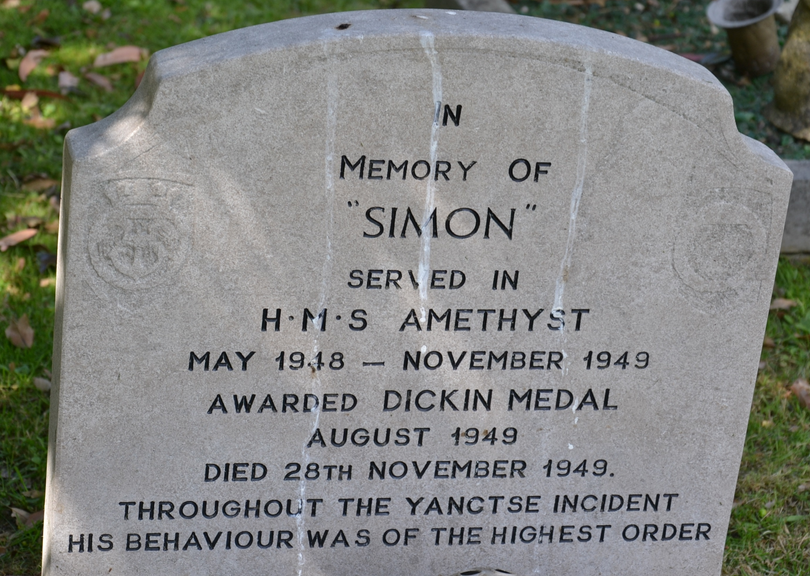 IN
MEMORY OF
"SIMON"
SERVED IN
H·M·S AMETHYST
MAY 1948 – NOVEMBER 1949
AWARDED DICKIN MEDAL
AUGUST 1949
DIED 28TH NOVEMBER 1949.
THROUGHOUT THE YANCTSE INCIDENT
HIS BEHAVIOUR WAS OF THE HIGHEST ORDER